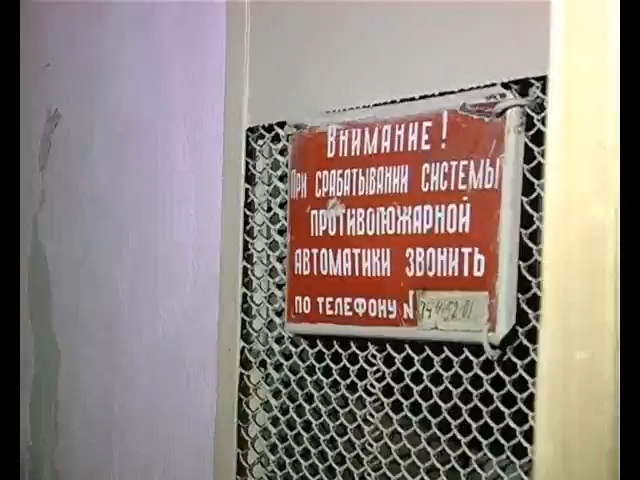 ВНИМАНИЕ!
ПРИ СРАБАТЫВАНИИ СИСТЕМЫ
ПРОТИВОПОЖАРНОЙ
АВТОМАТИКИ ЗВОНИТЬ
ПО ТЕЛЕФОНУ №